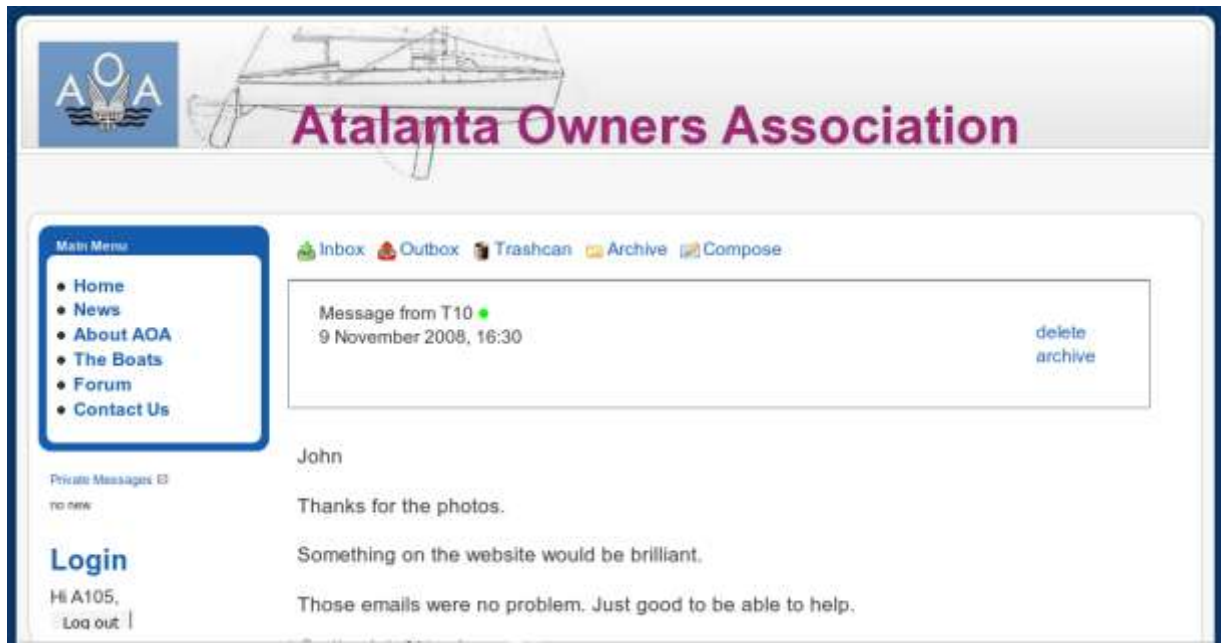 AOA
Atalanta Owners Association
Main Menu
Home
News
About AOA
The Boats
Forum
Contact Us
Private Messages
no new
Login
Hi A105,
Log out
Inbox Outbox Trashcan Archive Compose
Message from T10
9 November 2008, 16:30
delete
archive
John
Thanks for the photos.
Something on the website would be brilliant.
Those emails were no problem. Just good to be able to help.